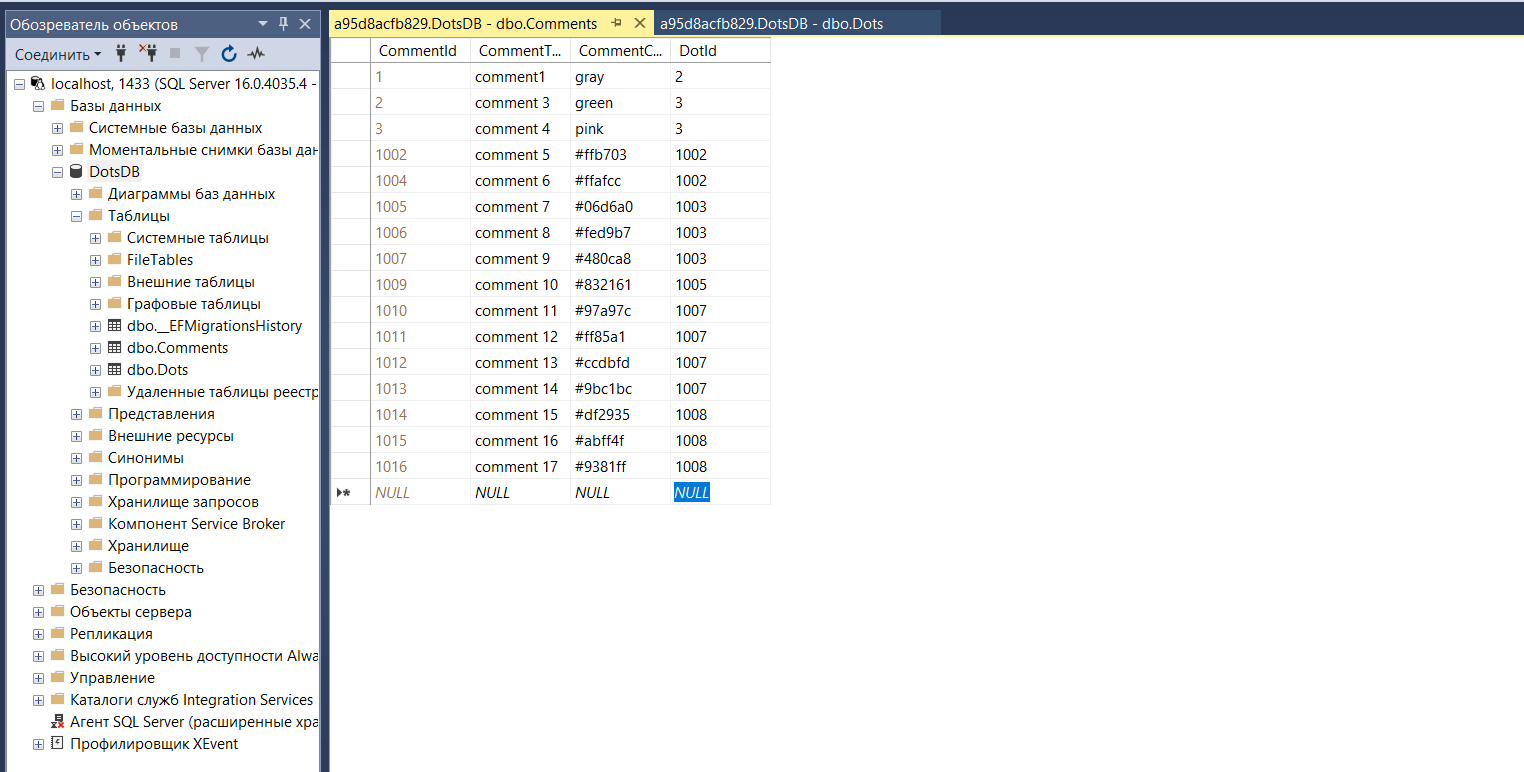 Обозреватель объектов
Соединить
localhost, 1433 (SQL Server 16.0.4035.4 -
Базы данных
Системные базы данных
Моментальные снимки базы дан
DotsDB
Диаграммы баз данных
Таблицы
Системные таблицы
FileTables
Внешние таблицы
Графовые таблицы
dbo.__EFMigrationsHistory
dbo.Comments
dbo.Dots
Удаленные таблицы реестр
Представления
Внешние ресурсы
Синонимы
Программирование
Хранилище запросов
Компонент Service Broker
Хранилище
Безопасность
Безопасность
Объекты сервера
Репликация
Высокий уровень доступности Alwa
Управление
Каталоги служб Integration Services
Агент SQL Server (расширенные хра
Профилировщик XEvent
a95d8acfb829.DotsDB - dbo.Comments a95d8acfb829.DotsDB - dbo.Dots
CommentId CommentT... CommentC... DotId
1 comment1 gray 2
2 comment 3 green 3
3 comment 4 pink 3
1002 comment 5 #ffb703 1002
1004 comment 6 #ffafcc 1002
1005 comment 7 #06d6a0 1003
1006 comment 8 #fed9b7 1003
1007 comment 9 #480ca8 1003
1009 comment 10 #832161 1005
1010 comment 11 #97a97c 1007
1011 comment 12 #ff85a1 1007
1012 comment 13 #ccdbfd 1007
1013 comment 14 #9bc1bc 1007
1014 comment 15 #df2935 1008
1015 comment 16 #abff4f 1008
1016 comment 17 #9381ff 1008
NULL NULL NULL NULL